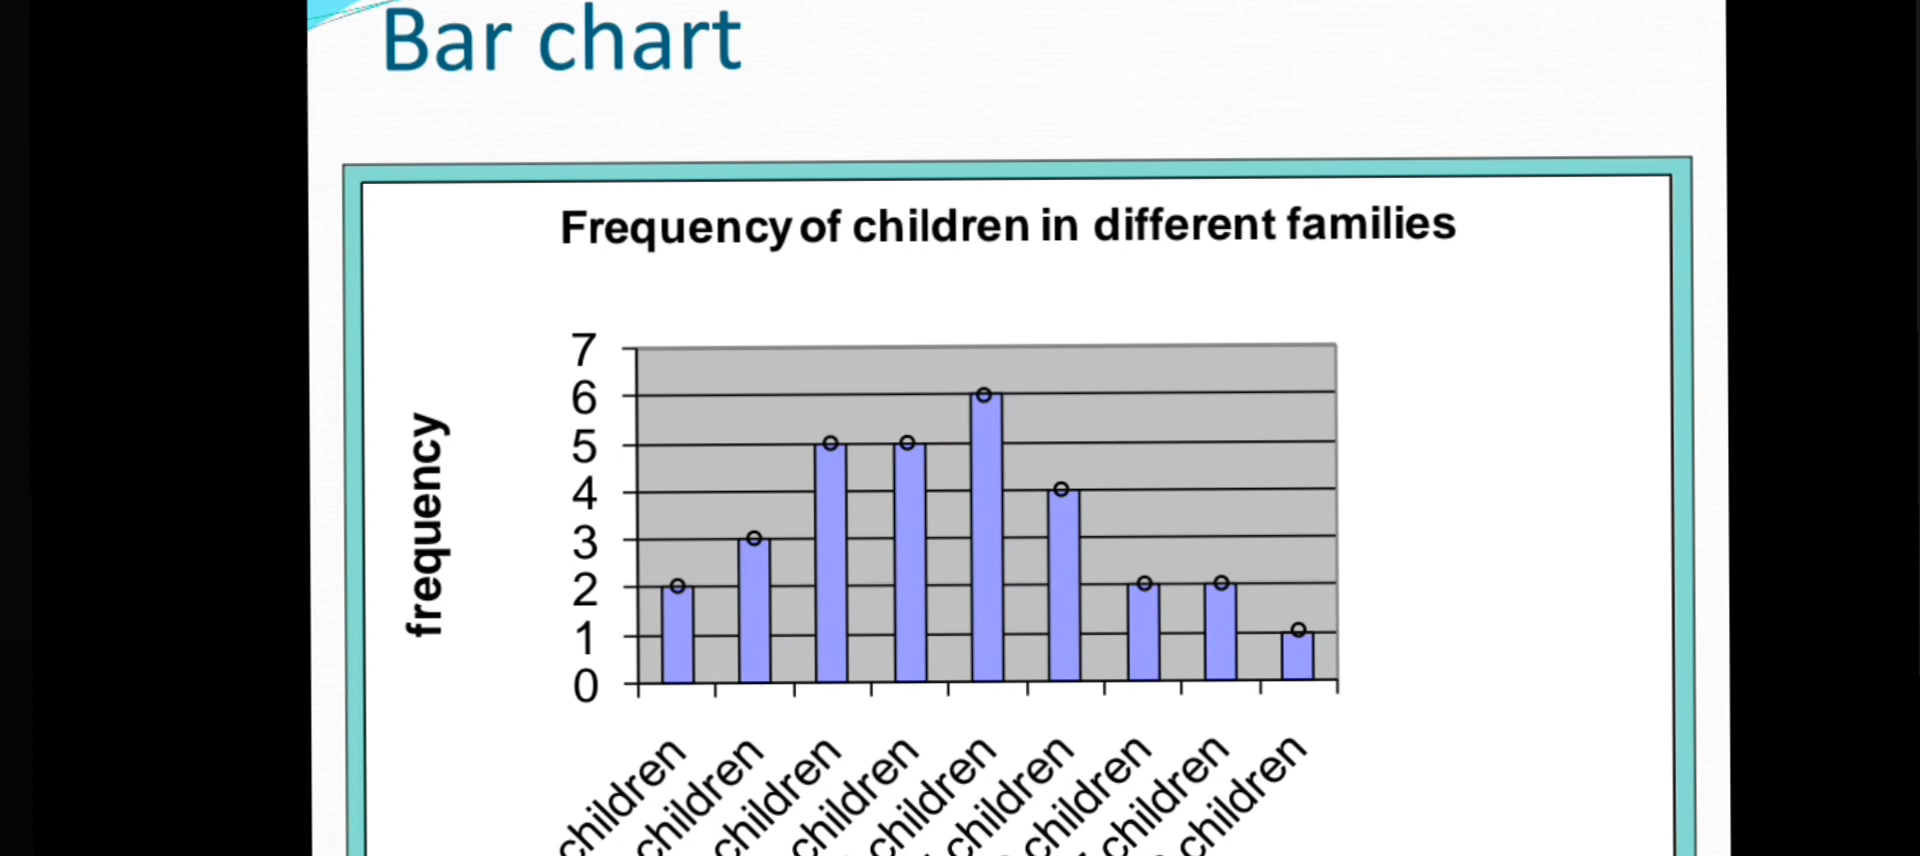 Bar chart
Frequency of children in different families
frequency
7
6
5
4
3
2
1
0
children
children
children
children
children
children
children
children
children